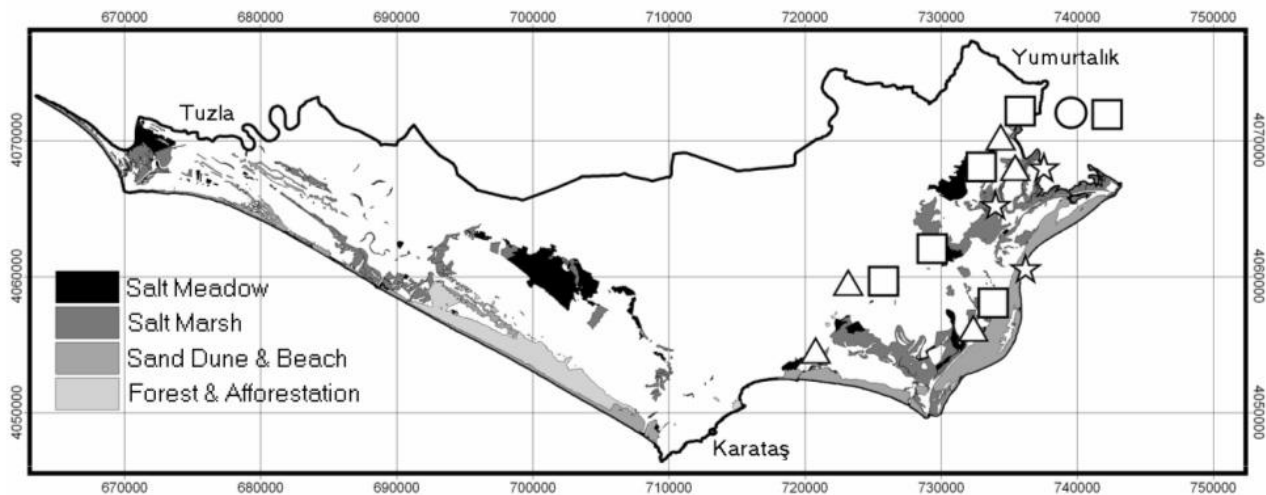 670000 680000 690000 700000 710000 720000 730000 740000 750000
Yumurtalık
Tuzla
4070000 4070000
4060000 4060000
Salt Meadow
Salt Marsh
Sand Dune & Beach
Forest & Afforestation
4050000 4050000
Karataş
670000 680000 690000 700000 710000 720000 730000 740000 750000